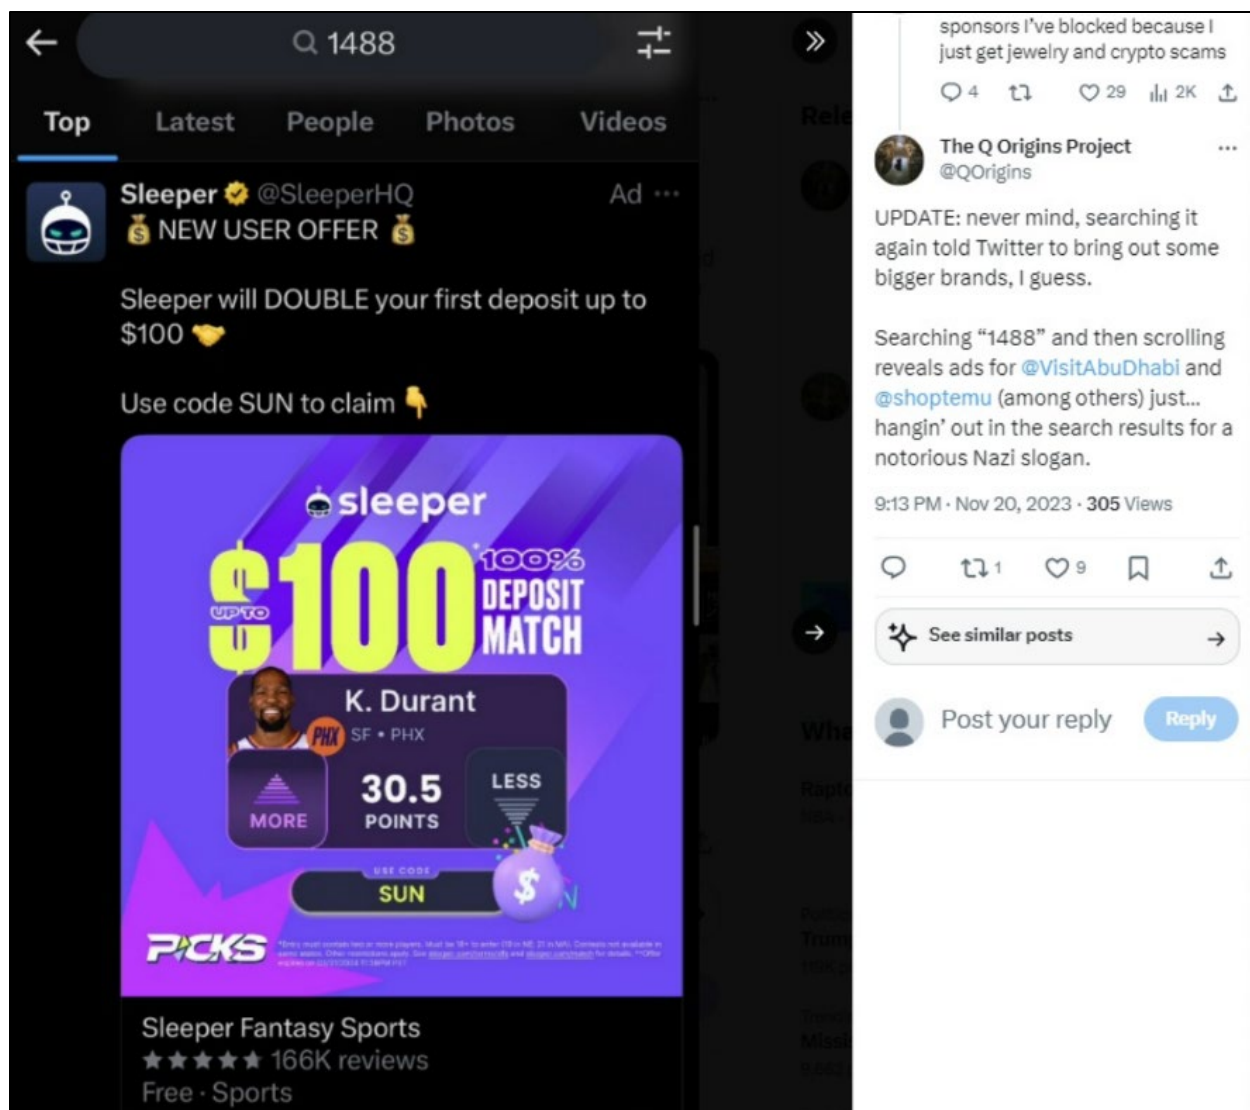 1488
Top Latest People Photos Videos
Sleeper @SleeperHQ Ad
NEW USER OFFER
Sleeper will DOUBLE your first deposit up to
$100
Use code SUN to claim
sleeper
UP TO
$100
100%
DEPOSIT
MATCH
K. Durant
PHX
SF • PHX
MORE
30.5
POINTS
LESS
USE CODE
SUN
PICKS
Sleeper Fantasy Sports
166K reviews
Free · Sports
sponsors I've blocked because I
just get jewelry and crypto scams
4 29 2K
The Q Origins Project
@QOrigins
UPDATE: never mind, searching it
again told Twitter to bring out some
bigger brands, I guess.
Searching “1488” and then scrolling
reveals ads for @VisitAbuDhabi and
@shoptemu (among others) just...
hangin’ out in the search results for a
notorious Nazi slogan.
9:13 PM · Nov 20, 2023 · 305 Views
1 9
See similar posts
Post your reply
Reply